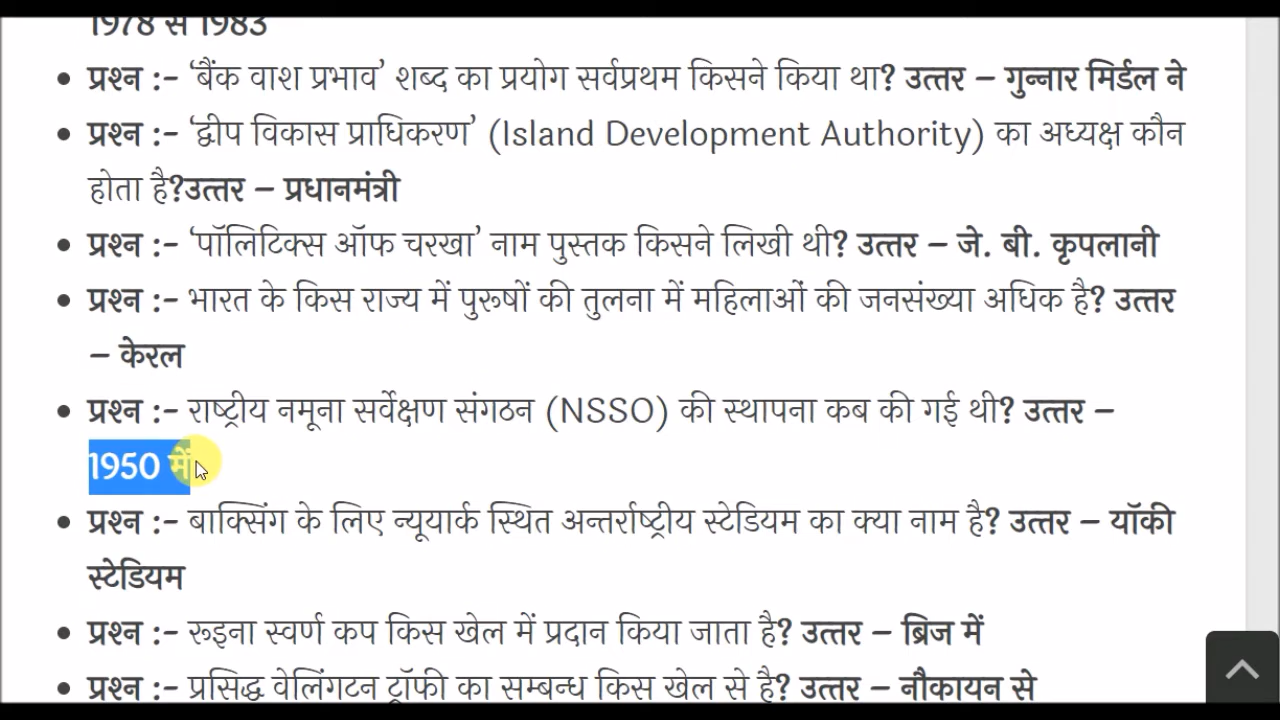 1978 से 1983
• प्रश्न :- ‘बैंक वाश प्रभाव’ शब्द का प्रयोग सर्वप्रथम किसने किया था? उत्तर – गुन्नार मिर्डल ने
• प्रश्न :- ‘द्वीप विकास प्राधिकरण’ (Island Development Authority) का अध्यक्ष कौन
होता है?उत्तर – प्रधानमंत्री
• प्रश्न :- ‘पॉलिटिक्स ऑफ चरखा’ नाम पुस्तक किसने लिखी थी? उत्तर – जे. बी. कृपलानी
• प्रश्न :- भारत के किस राज्य में पुरूषों की तुलना में महिलाओं की जनसंख्या अधिक है? उत्तर
– केरल
• प्रश्न :- राष्ट्रीय नमूना सर्वेक्षण संगठन (NSSO) की स्थापना कब की गई थी? उत्तर –
1950 में
• प्रश्न :- बाक्सिंग के लिए न्यूयार्क स्थित अन्तर्राष्ट्रीय स्टेडियम का क्या नाम है? उत्तर – यॉकी
स्टेडियम
• प्रश्न :- रूइना स्वर्ण कप किस खेल में प्रदान किया जाता है? उत्तर – ब्रिज में
• प्रश्न :- प्रसिद्ध वेलिंगटन ट्रॉफी का सम्बन्ध किस खेल से है? उत्तर – नौकायन से